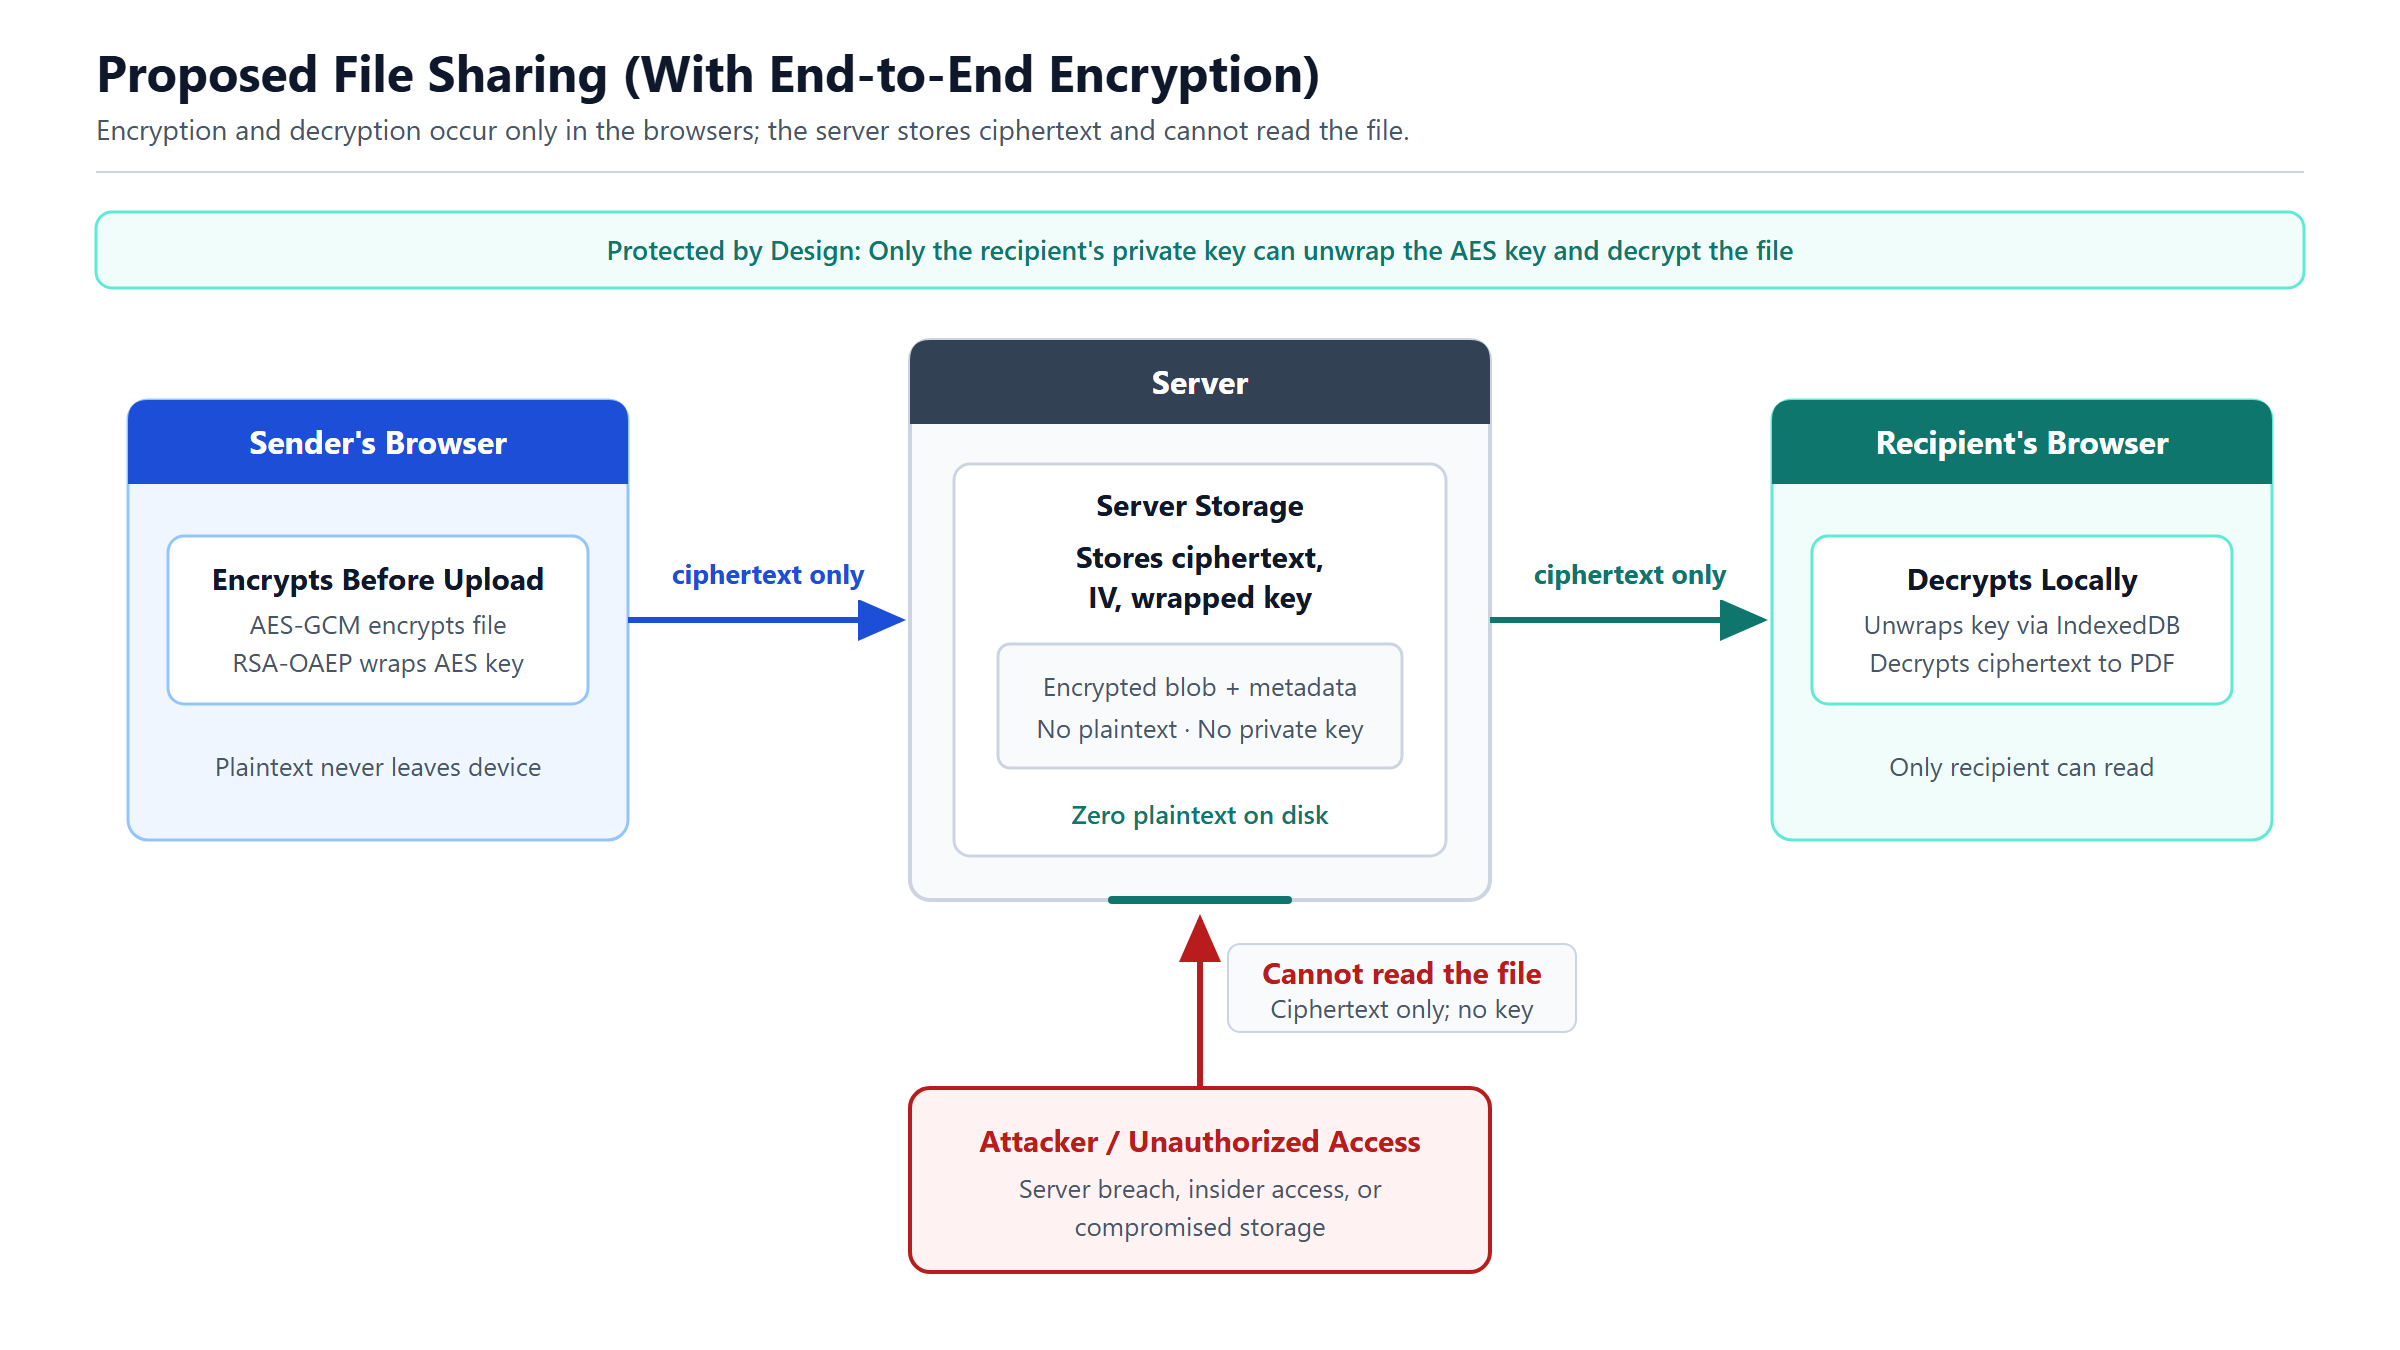 Proposed File Sharing (With End-to-End Encryption)
Encryption and decryption occur only in the browsers; the server stores ciphertext and cannot read the file.
Protected by Design: Only the recipient's private key can unwrap the AES key and decrypt the file
Sender's Browser
Encrypts Before Upload
AES-GCM encrypts file
RSA-OAEP wraps AES key
Plaintext never leaves device
ciphertext only
Server
Server Storage
Stores ciphertext,
IV, wrapped key
Encrypted blob + metadata
No plaintext · No private key
Zero plaintext on disk
ciphertext only
Recipient's Browser
Decrypts Locally
Unwraps key via IndexedDB
Decrypts ciphertext to PDF
Only recipient can read
Cannot read the file
Ciphertext only; no key
Attacker / Unauthorized Access
Server breach, insider access, or
compromised storage